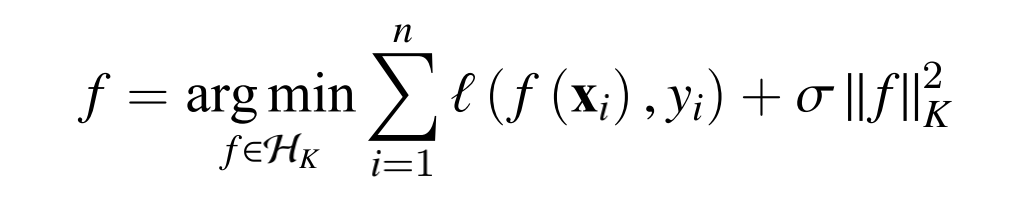 f = arg min_{f∈ℋ_K} ∑_{i=1}^{n} ℓ (f (𝐱_i) , y_i) + σ ‖f‖_K^2